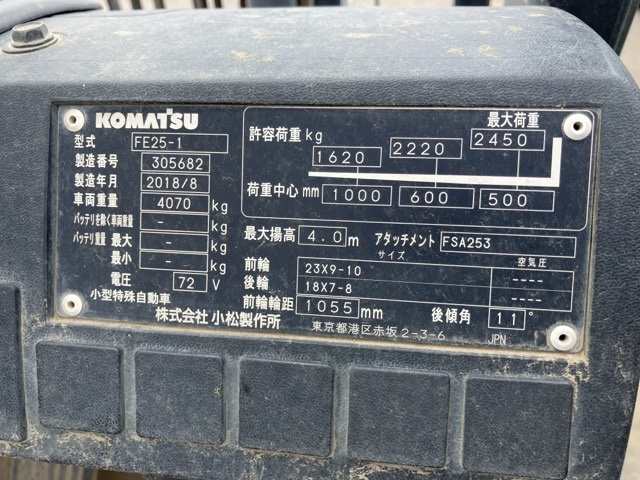 KOMATSU
型式 FE25-1
製造番号 305682
製造年月 2018/8
車両重量 4070 kg
バッテリを除く車両重量 - kg
バッテリ重量 最大 - kg
最小 - kg
電圧 72 V
小型特殊自動車
最大荷重
許容荷重 kg 1620 2220 2450
荷重中心 mm 1000 600 500
最大揚高 4.0 m アタッチメント FSA253
サイズ 空気圧
前輪 23X9-10 ----
後輪 18X7-8 ----
前輪輪距 1055 mm 後傾角 11°
株式会社 小松製作所 東京都港区赤坂 2-3-6 JPN